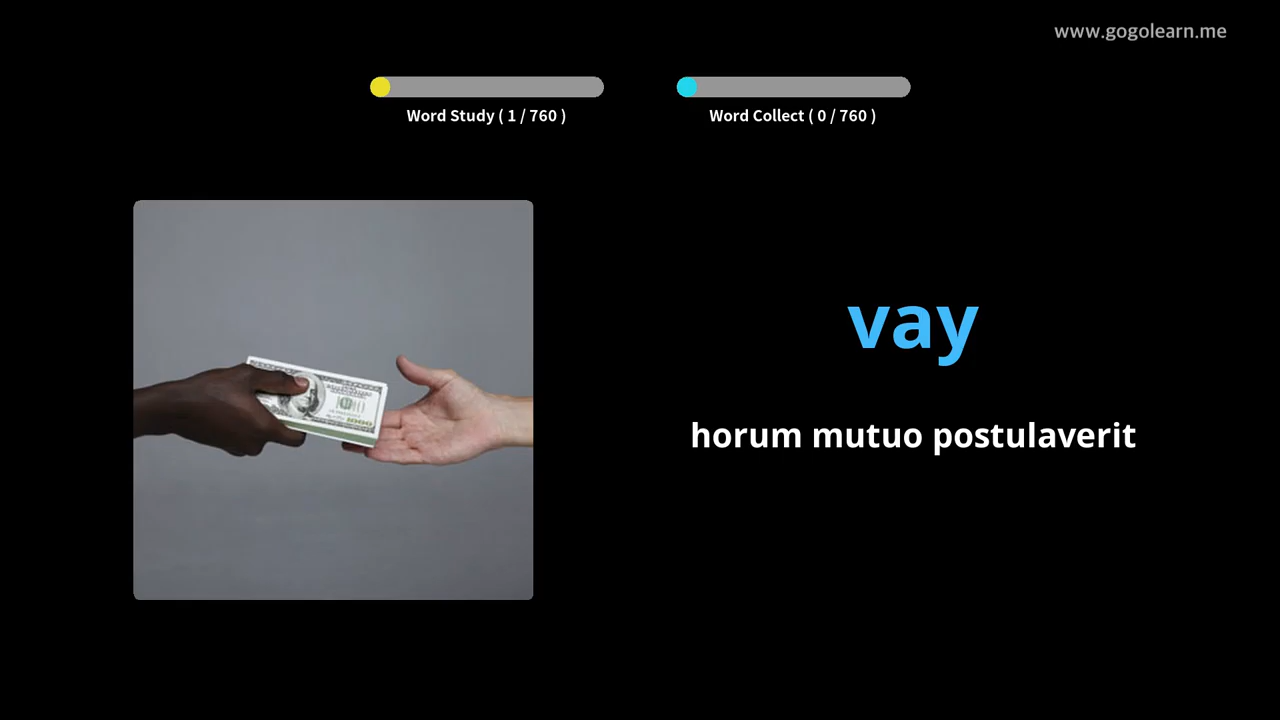 www.gogolearn.me
Word Study ( 1 / 760 )
Word Collect ( 0 / 760 )
vay
horum mutuo postulaverit